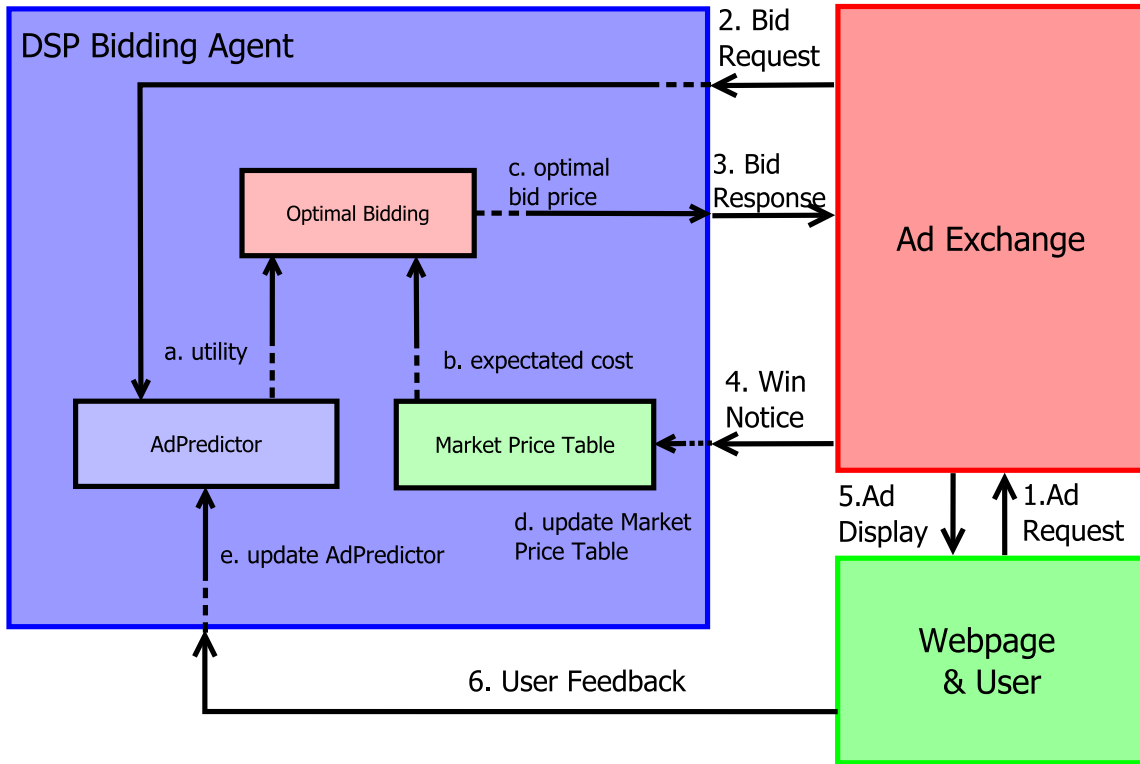 DSP Bidding Agent
2. Bid
Request
c. optimal
bid price
3. Bid
Response
Optimal Bidding
Ad Exchange
a. utility
b. expectated cost
4. Win
Notice
AdPredictor
Market Price Table
5.Ad
Display
1.Ad
Request
d. update Market
Price Table
e. update AdPredictor
Webpage
& User
6. User Feedback